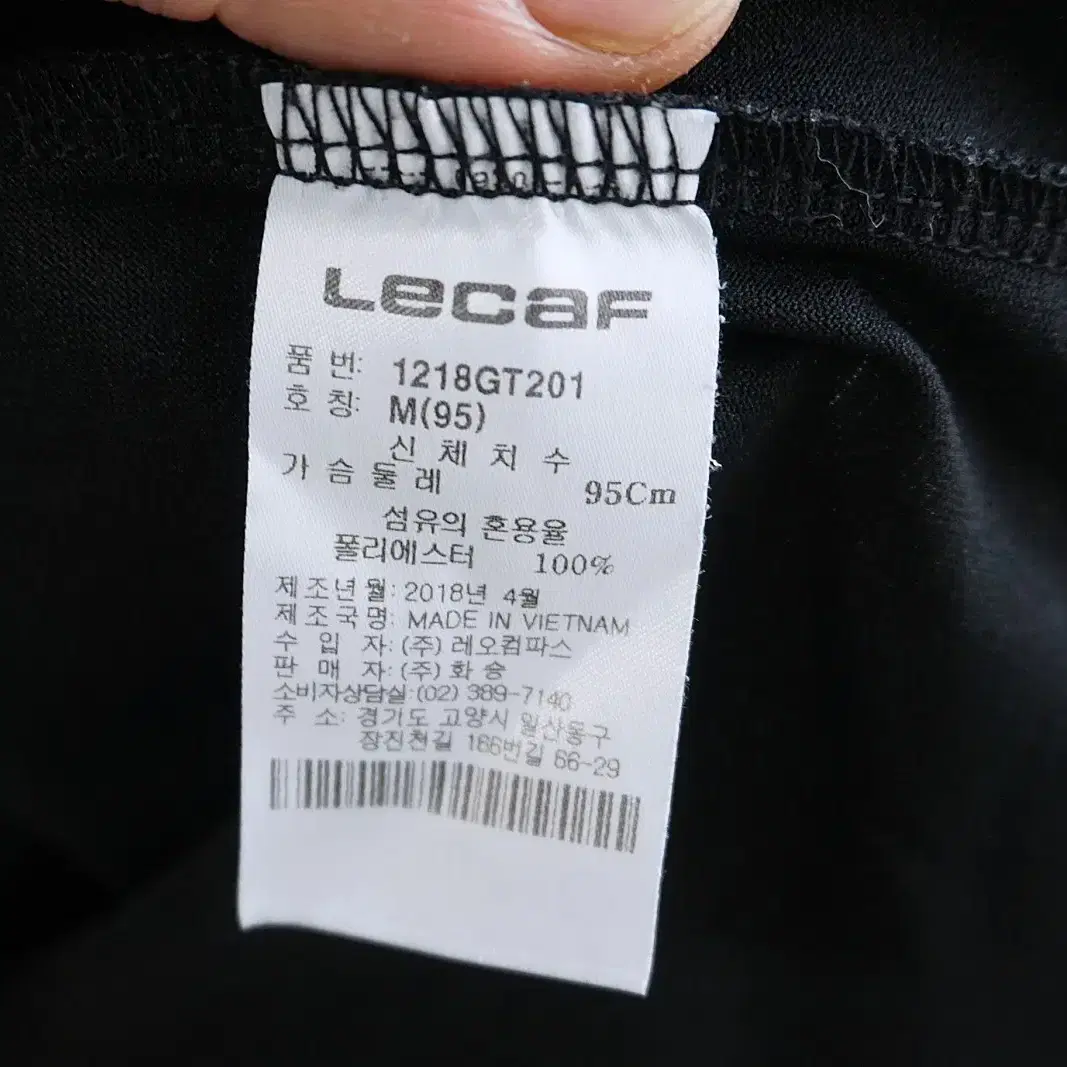 Lecaf
품 번: 1218GT201
호 칭: M(95)
신 체 치 수
가 슴 둘 레 95Cm
섬유의 혼용율
폴리에스터 100%
제조년월: 2018년 4월
제조국명: MADE IN VIETNAM
수 입 자: (주) 레오컴파스
판 매 자: (주) 화 승
소비자상담실: (02) 389-7140
주 소: 경기도 고양시 일산동구
장진천길 166번길 66-29